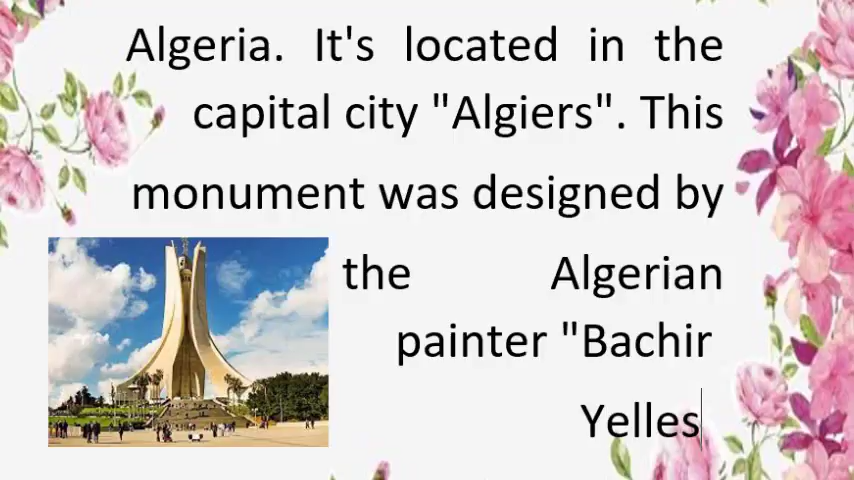 Algeria. It's located in the
capital city "Algiers". This
monument was designed by
the Algerian
painter "Bachir
Yelles